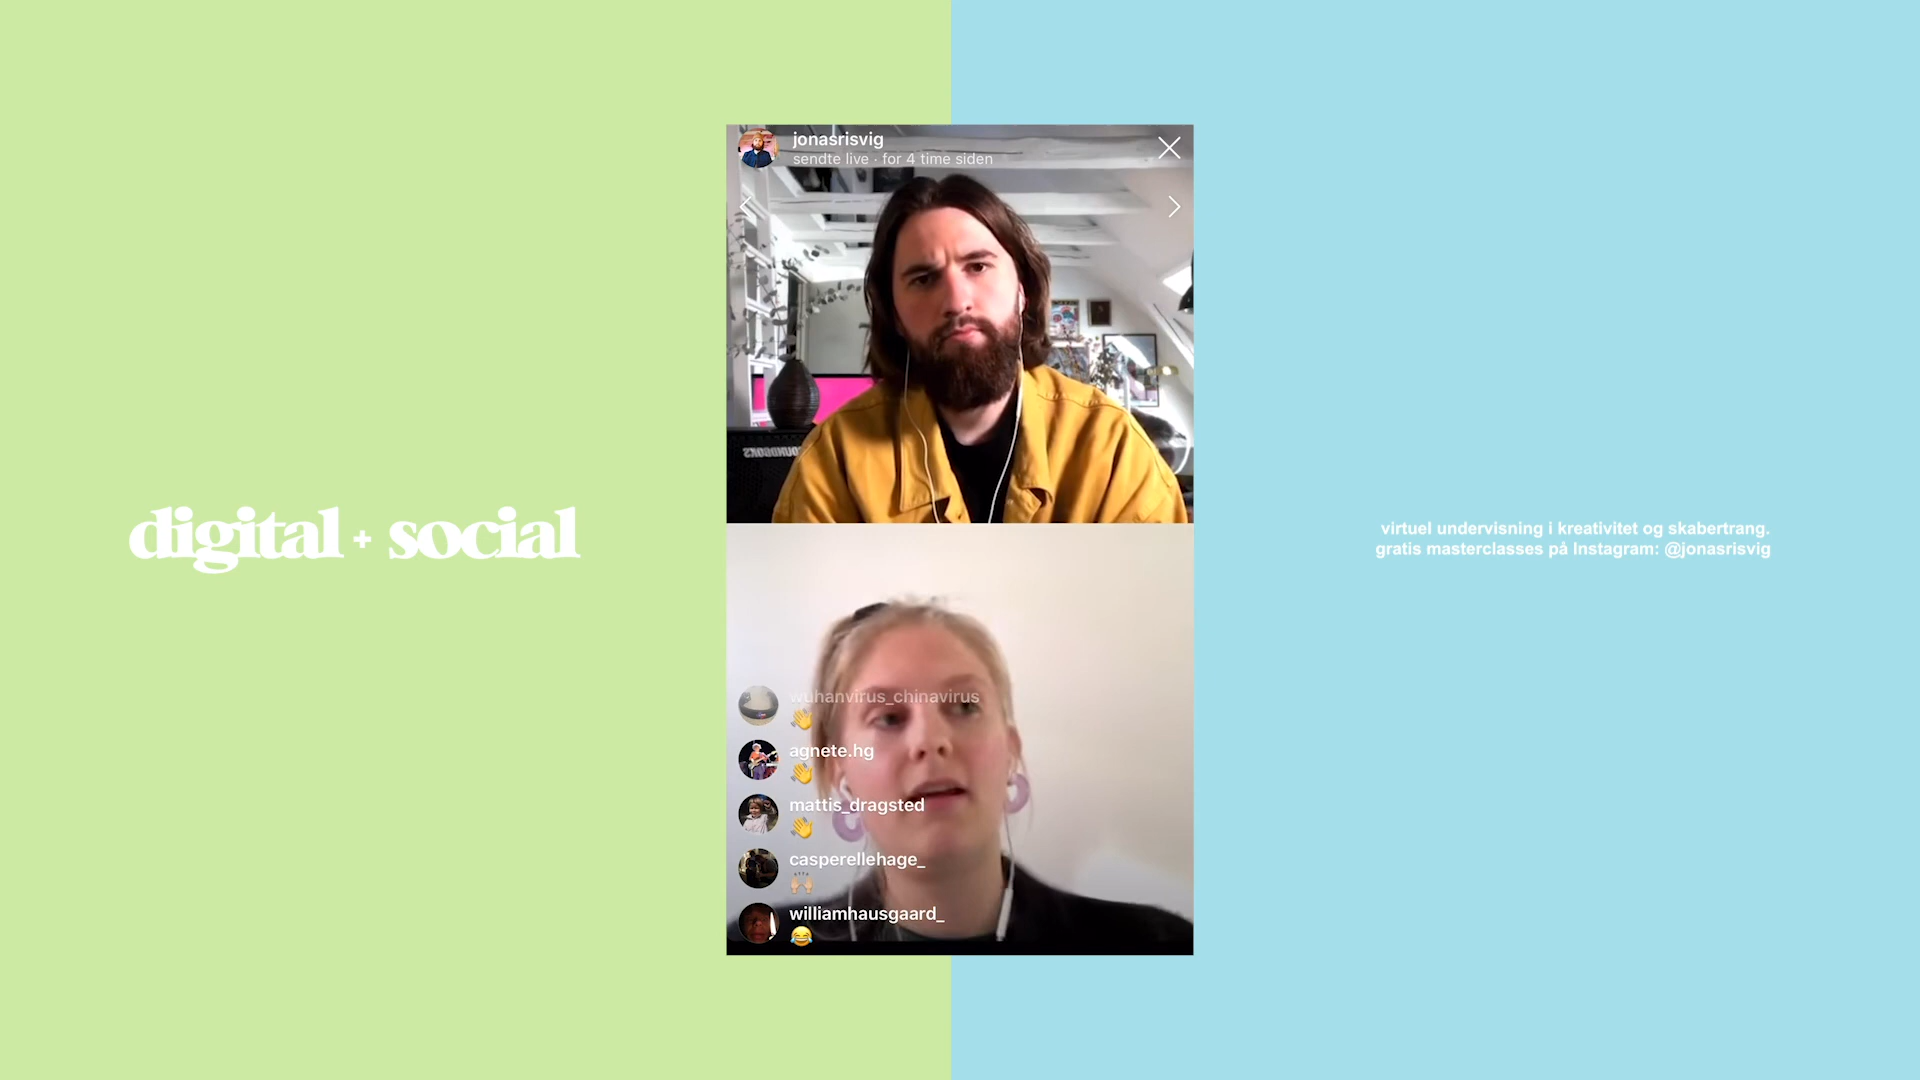 jonasrisvig
sendte live · for 4 time siden
SOUNDBOKS
digital + social
virtuel undervisning i kreativitet og skabertrang.
gratis masterclasses på Instagram: @jonasrisvig
wuhanvirus_chinavirus
👋
agnete.hg
👋
mattis_dragsted
👋
casperellehage_
🙌🏼
williamhausgaard_
😂